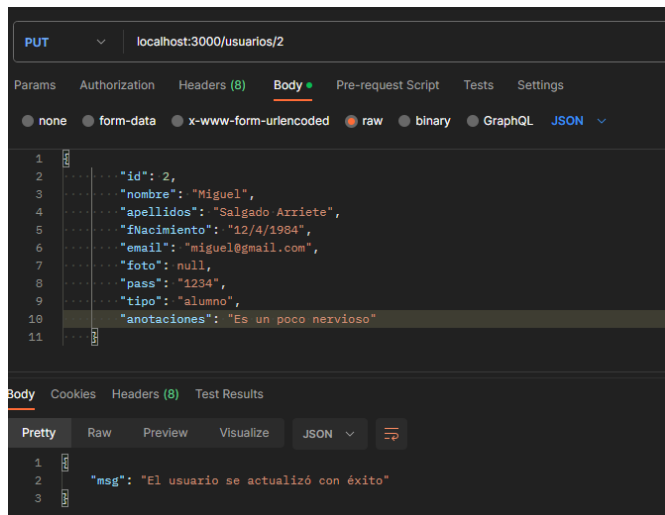 PUT localhost:3000/usuarios/2
Params Authorization Headers (8) Body Pre-request Script Tests Settings
none form-data x-www-form-urlencoded raw binary GraphQL JSON
1 {
2 "id": 2,
3 "nombre": "Miguel",
4 "apellidos": "Salgado Arriete",
5 "fNacimiento": "12/4/1984",
6 "email": "miguel@gmail.com",
7 "foto": null,
8 "pass": "1234",
9 "tipo": "alumno",
10 "anotaciones": "Es un poco nervioso"
11 }
Body Cookies Headers (8) Test Results
Pretty Raw Preview Visualize JSON
1 {
2 "msg": "El usuario se actualizó con éxito"
3 }